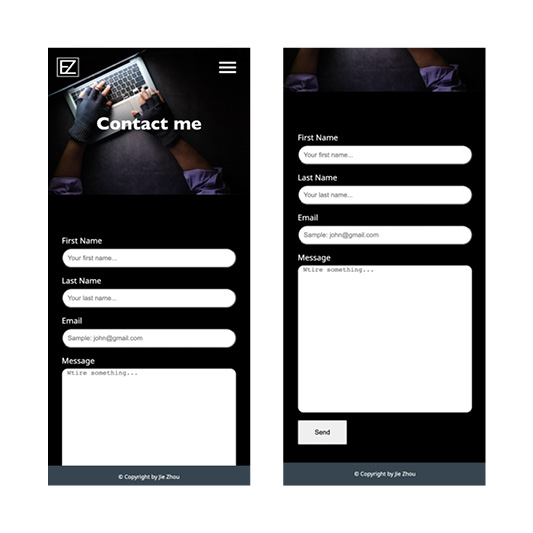 EZ
Contact me
First Name
Your first name...
Last Name
Your last name...
Email
Sample: john@gmail.com
Message
Wtire something...
© Copyright by Jie Zhou
First Name
Your first name...
Last Name
Your last name...
Email
Sample: john@gmail.com
Message
Wtire something...
Send
© Copyright by Jie Zhou